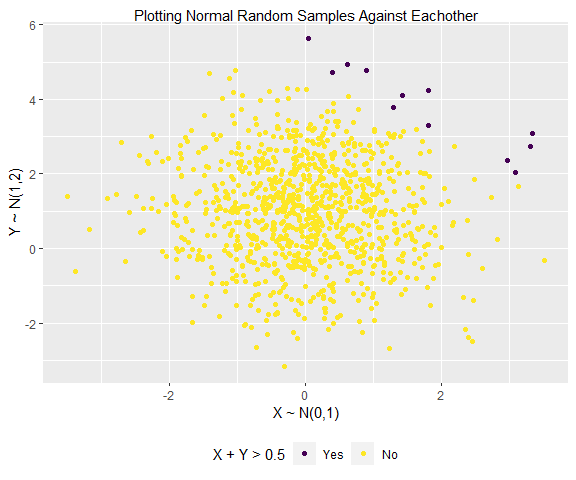 Plotting Normal Random Samples Against Eachother
6
4
2
0
-2
Y ~ N(1,2)
-2 0 2
X ~ N(0,1)
X + Y > 0.5 Yes No